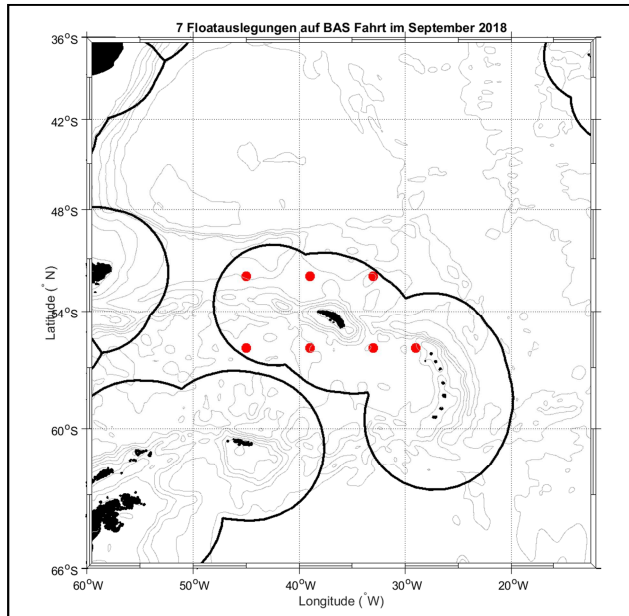 7 Floatauslegungen auf BAS Fahrt im September 2018
36°S
42°S
48°S
54°S
60°S
66°S
Latitude (° N)
60°W
50°W
40°W
30°W
20°W
Longitude (°W)